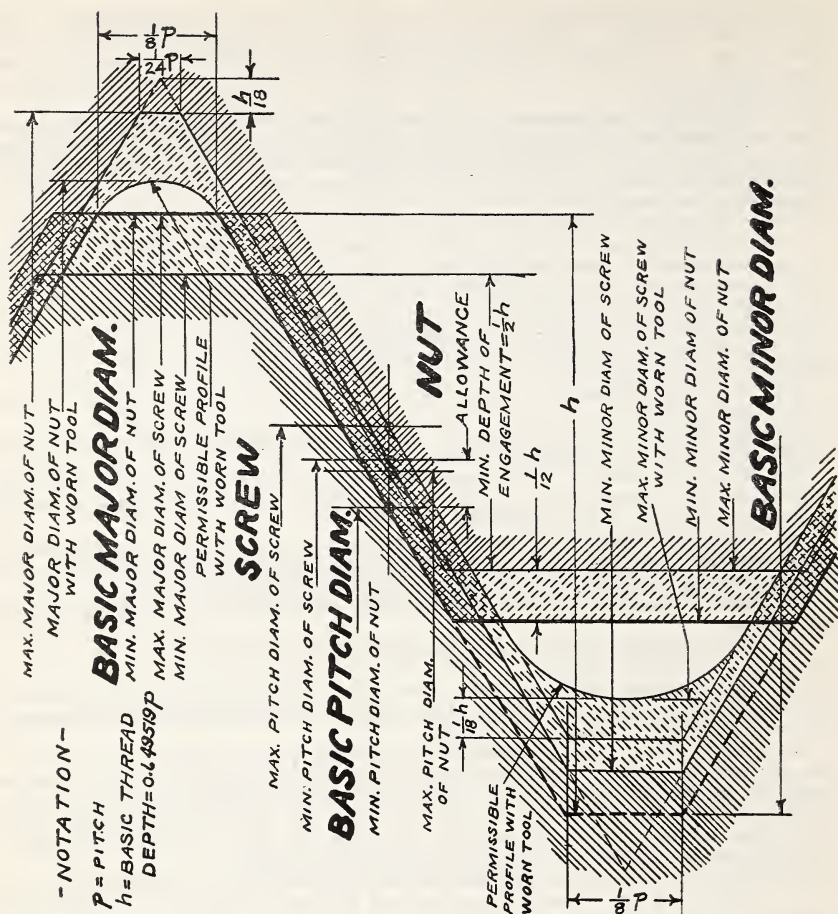 -NOTATION-
P = PITCH
h = BASIC THREAD
DEPTH = 0.649519P
MAX. MAJOR DIAM. OF NUT
MAJOR DIAM. OF NUT
WITH WORN TOOL
BASIC MAJOR DIAM.
MIN. MAJOR DIAM. OF NUT
MAX. MAJOR DIAM. OF SCREW
MIN. MAJOR DIAM OF SCREW
PERMISSIBLE PROFILE
WITH WORN TOOL
SCREW
MAX. PITCH DIAM. OF SCREW
MIN. PITCH DIAM. OF SCREW
BASIC PITCH DIAM.
MIN. PITCH DIAM. OF NUT
MAX. PITCH DIAM.
OF NUT
PERMISSIBLE
PROFILE WITH
WORN TOOL
1/8 P
1/24 P
h/18
NUT
ALLOWANCE
MIN. DEPTH OF
ENGAGEMENT = 1/2 h
1/12 h
h
1/18 h
1/8 P
MIN. MINOR DIAM OF SCREW
MAX. MINOR DIAM. OF SCREW
WITH WORN TOOL
MIN. MINOR DIAM OF NUT
MAX. MINOR DIAM. OF NUT
BASIC MINOR DIAM.